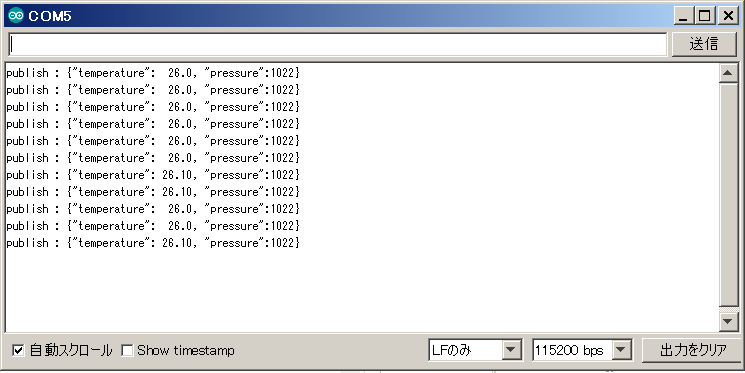 COM5
送信
publish : {"temperature":  26.0, "pressure":1022}
publish : {"temperature":  26.0, "pressure":1022}
publish : {"temperature":  26.0, "pressure":1022}
publish : {"temperature":  26.0, "pressure":1022}
publish : {"temperature":  26.0, "pressure":1022}
publish : {"temperature":  26.0, "pressure":1022}
publish : {"temperature": 26.10, "pressure":1022}
publish : {"temperature": 26.10, "pressure":1022}
publish : {"temperature":  26.0, "pressure":1022}
publish : {"temperature":  26.0, "pressure":1022}
publish : {"temperature": 26.10, "pressure":1022}
自動スクロール Show timestamp LFのみ 115200 bps 出力をクリア